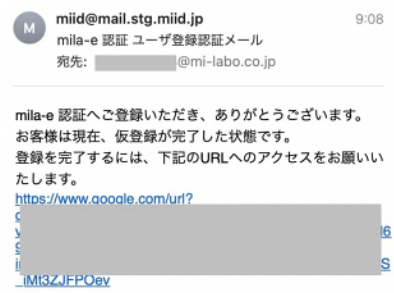 M
miid@mail.stg.miid.jp
9:08
mila-e 認証 ユーザ登録認証メール
宛先:
@mi-labo.co.jp
mila-e 認証へご登録いただき、ありがとうございます。
お客様は現在、仮登録が完了した状態です。
登録を完了するには、下記のURLへのアクセスをお願いい
たします。
https://www.google.com/url?
_iMt3ZJFPOev